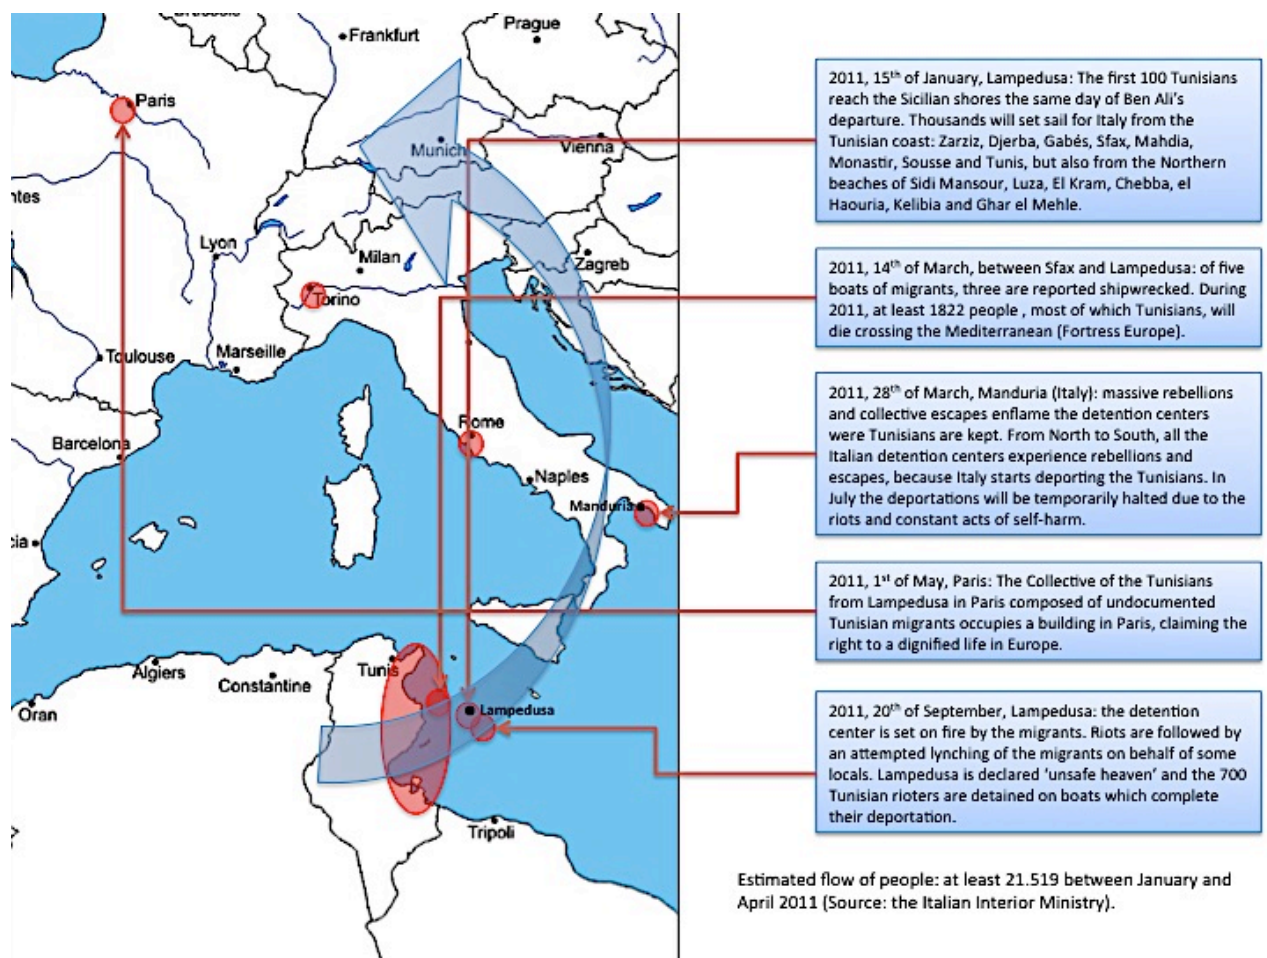 Prague
Frankfurt
Paris
Munich
Vienna
ntes
Lyon
Milan
Zagreb
Torino
Toulouse
Marseille
Barcelona
Rome
Naples
Manduria
cia
Algiers
Constantine
Tunis
Oran
Lampedusa
Tripoli
2011, 15th of January, Lampedusa: The first 100 Tunisians
reach the Sicilian shores the same day of Ben Ali's
departure. Thousands will set sail for Italy from the
Tunisian coast: Zarziz, Djerba, Gabés, Sfax, Mahdia,
Monastir, Sousse and Tunis, but also from the Northern
beaches of Sidi Mansour, Luza, El Kram, Chebba, el
Haouria, Kelibia and Ghar el Mehle.
2011, 14th of March, between Sfax and Lampedusa: of five
boats of migrants, three are reported shipwrecked. During
2011, at least 1822 people , most of which Tunisians, will
die crossing the Mediterranean (Fortress Europe).
2011, 28th of March, Manduria (Italy): massive rebellions
and collective escapes enflame the detention centers
were Tunisians are kept. From North to South, all the
Italian detention centers experience rebellions and
escapes, because Italy starts deporting the Tunisians. In
July the deportations will be temporarily halted due to the
riots and constant acts of self-harm.
2011, 1st of May, Paris: The Collective of the Tunisians
from Lampedusa in Paris composed of undocumented
Tunisian migrants occupies a building in Paris, claiming the
right to a dignified life in Europe.
2011, 20th of September, Lampedusa: the detention
center is set on fire by the migrants. Riots are followed by
an attempted lynching of the migrants on behalf of some
locals. Lampedusa is declared 'unsafe heaven' and the 700
Tunisian rioters are detained on boats which complete
their deportation.
Estimated flow of people: at least 21.519 between January and
April 2011 (Source: the Italian Interior Ministry).